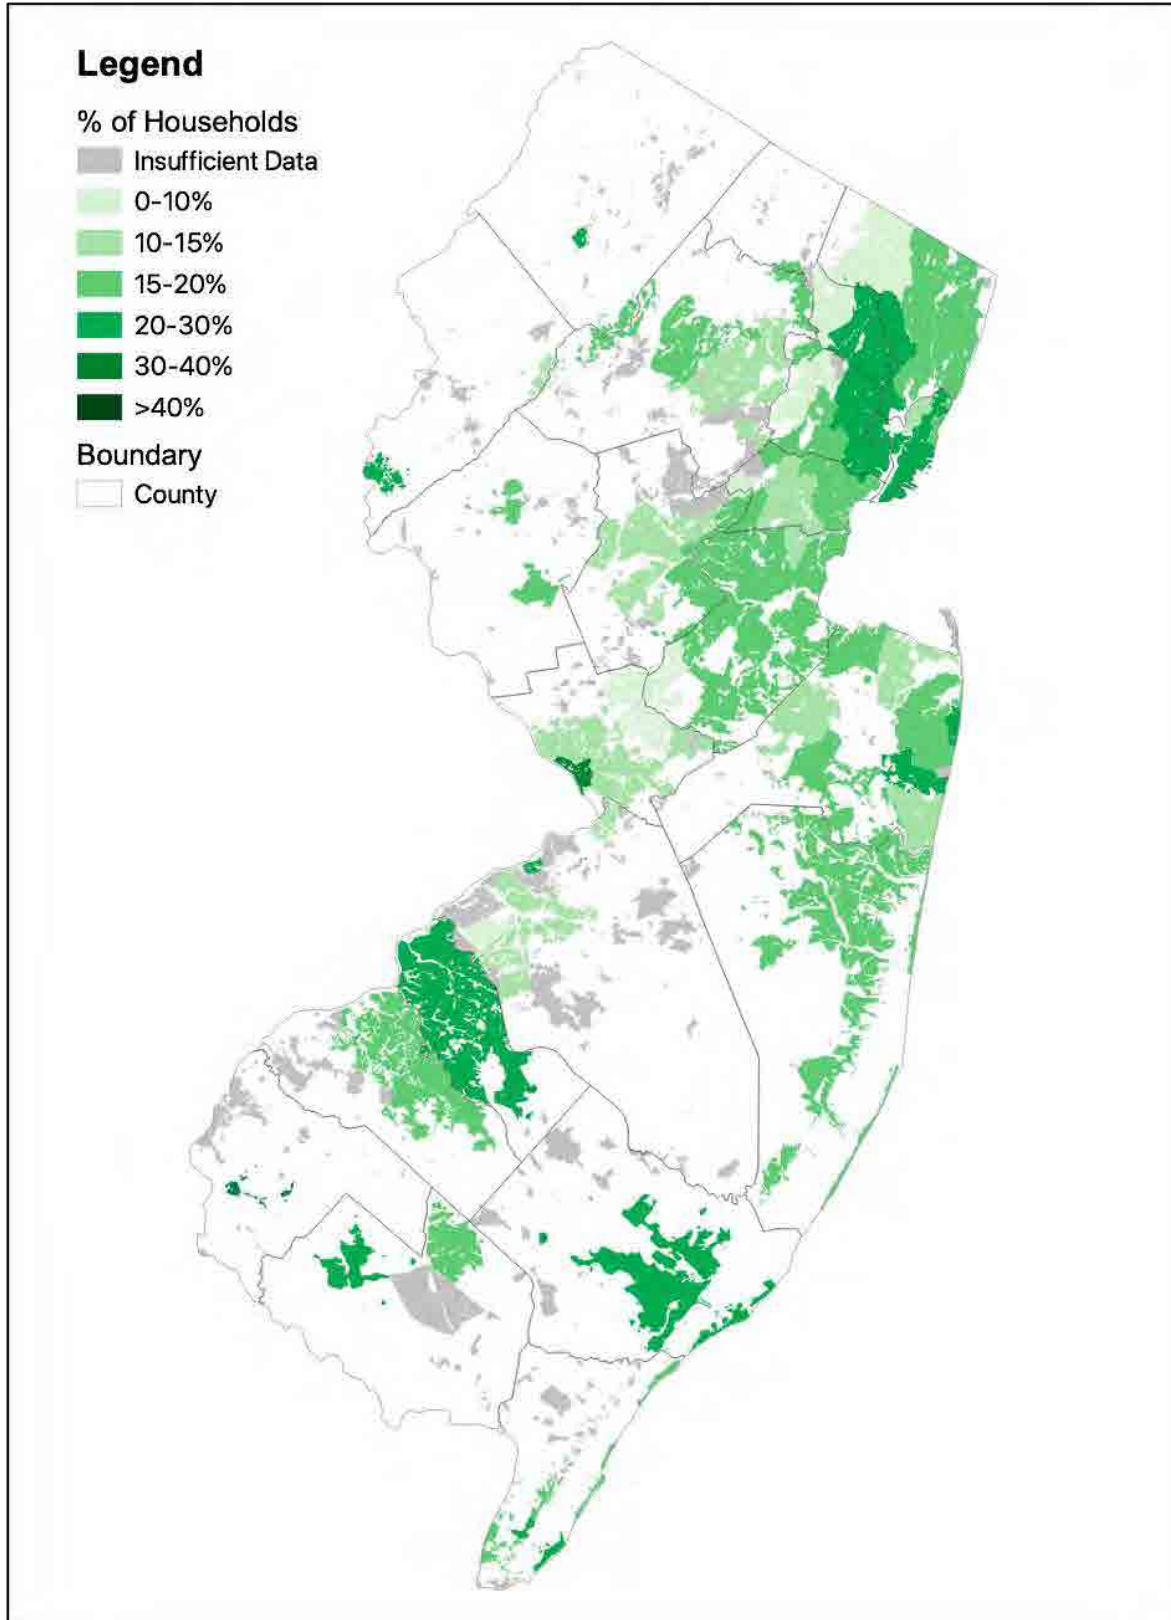 Legend
% of Households
Insufficient Data
0-10%
10-15%
15-20%
20-30%
30-40%
>40%
Boundary
County